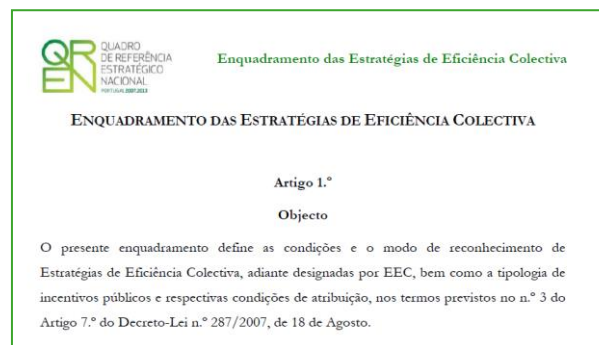 QUADRO
DE REFERÊNCIA
ESTRATÉGICO
NACIONAL
PORTUGAL 2007.2013
QREN
Enquadramento das Estratégias de Eficiência Colectiva
ENQUADRAMENTO DAS ESTRATÉGIAS DE EFICIÊNCIA COLECTIVA
Artigo 1.º
Objecto
O presente enquadramento define as condições e o modo de reconhecimento de
Estratégias de Eficiência Colectiva, adiante designadas por EEC, bem como a tipologia de
incentivos públicos e respectivas condições de atribuição, nos termos previstos no n.º 3 do
Artigo 7.º do Decreto-Lei n.º 287/2007, de 18 de Agosto.